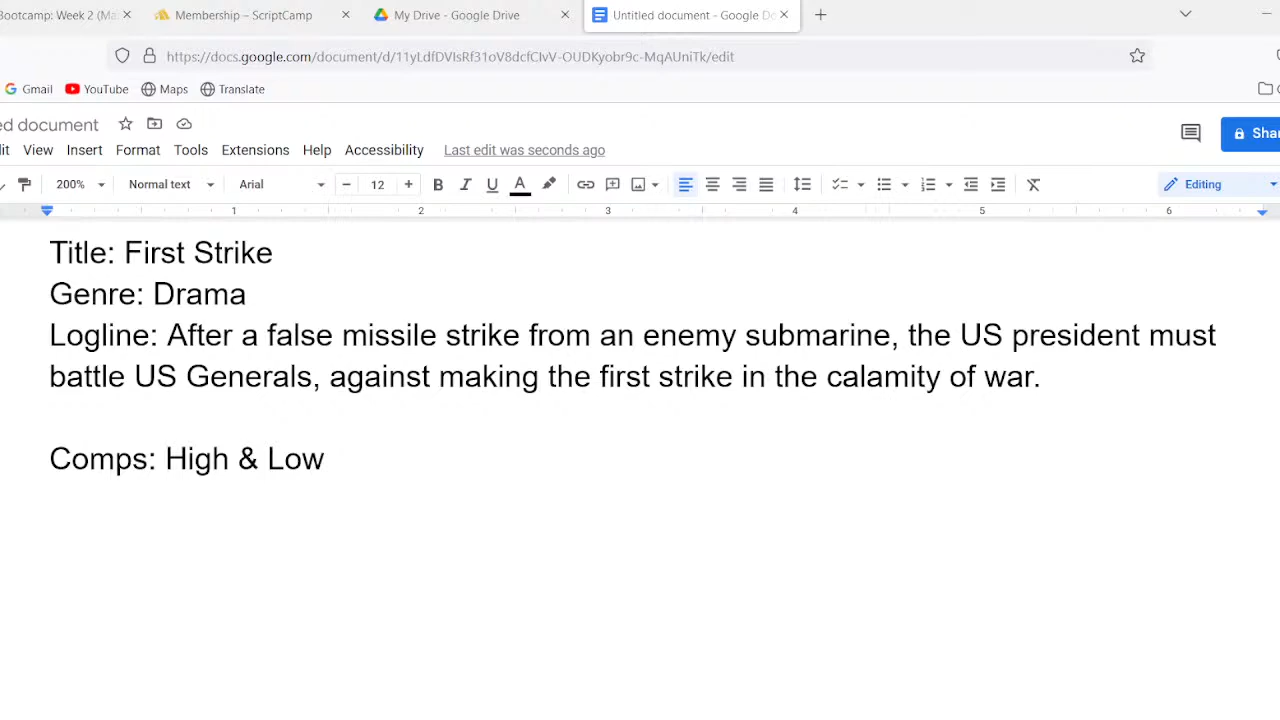 Bootcamp: Week 2 (Ma Membership – ScriptCamp My Drive - Google Drive Untitled document - Google Do
https://docs.google.com/document/d/11yLdfDVIsRf31oV8dcfCIvV-OUDKyobr9c-MqAUniTk/edit
Gmail YouTube Maps Translate
ed document
it View Insert Format Tools Extensions Help Accessibility Last edit was seconds ago Shar
200% Normal text Arial 12 Editing
1 2 3 4 5 6
Title: First Strike
Genre: Drama
Logline: After a false missile strike from an enemy submarine, the US president must
battle US Generals, against making the first strike in the calamity of war.
Comps: High & Low